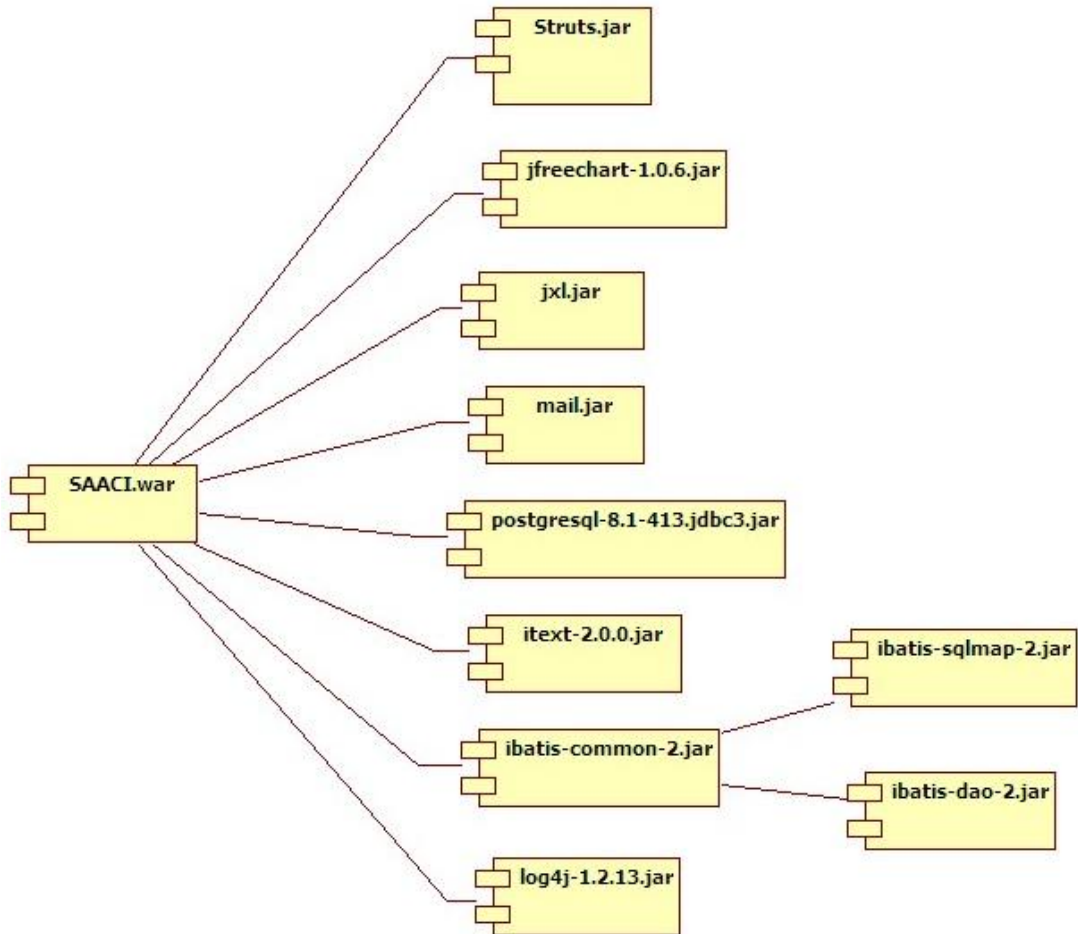 Struts.jar
jfreechart-1.0.6.jar
jxl.jar
mail.jar
SAACI.war
postgresql-8.1-413.jdbc3.jar
itext-2.0.0.jar
ibatis-sqlmap-2.jar
ibatis-common-2.jar
ibatis-dao-2.jar
log4j-1.2.13.jar